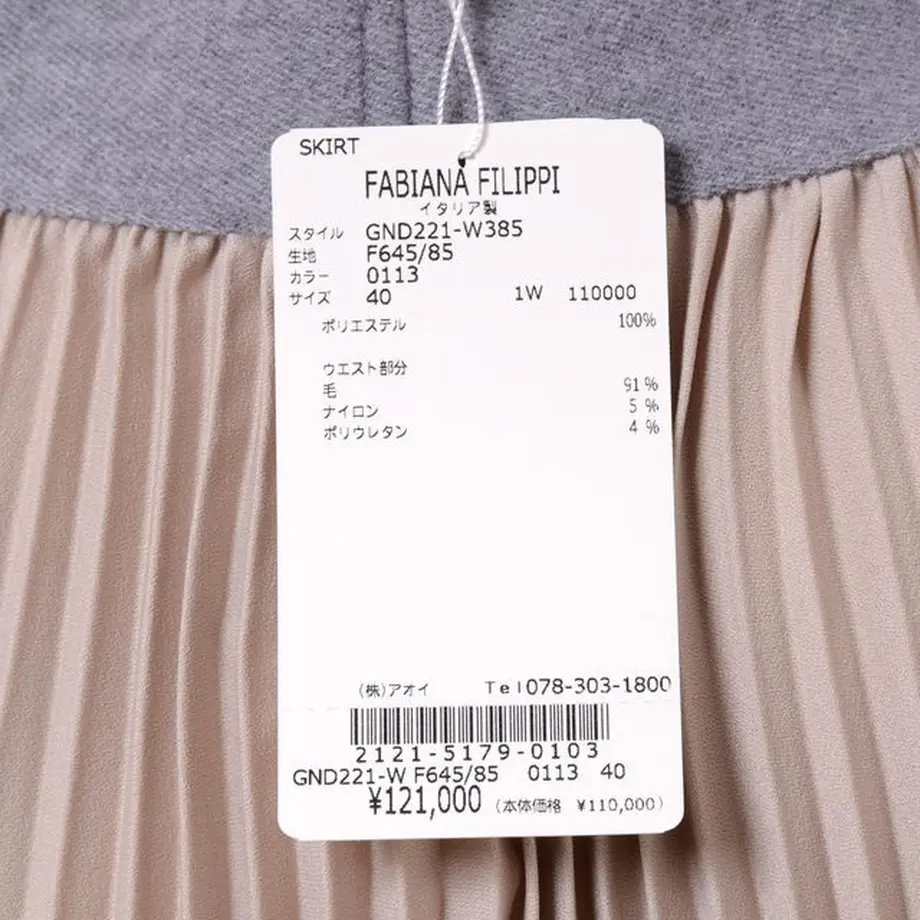 SKIRT
FABIANA FILIPPI
イタリア製
スタイル GND221-W385
生地 F645/85
カラー 0113
サイズ 40 1W 110000
ポリエステル 100%
ウエスト部分
毛 91%
ナイロン 5%
ポリウレタン 4%
(株)アオイ Tel078-303-1800
2121-5179-0103
GND221-W F645/85 0113 40
¥121,000 (本体価格 ¥110,000)